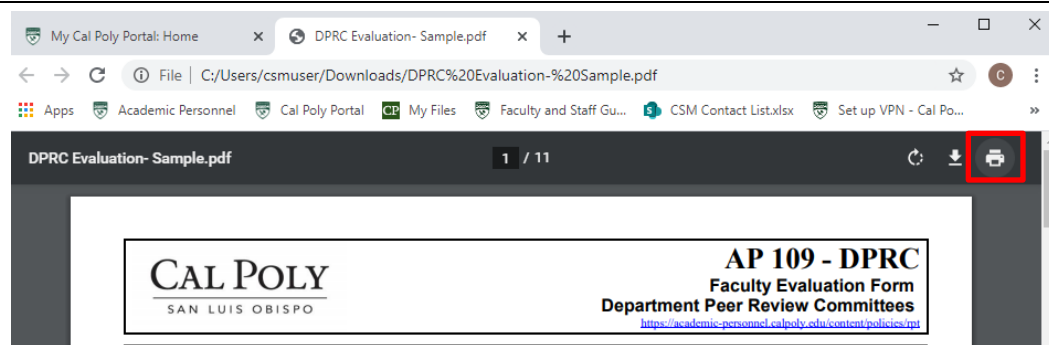 My Cal Poly Portal: Home
DPRC Evaluation- Sample.pdf
File | C:/Users/csmuser/Downloads/DPRC%20Evaluation-%20Sample.pdf
C
Apps Academic Personnel Cal Poly Portal CP My Files Faculty and Staff Gu... CSM Contact List.xlsx Set up VPN - Cal Po... »
DPRC Evaluation- Sample.pdf 1 / 11
CAL POLY
SAN LUIS OBISPO
AP 109 - DPRC
Faculty Evaluation Form
Department Peer Review Committees
https://academic-personnel.calpoly.edu/content/policies/rpt